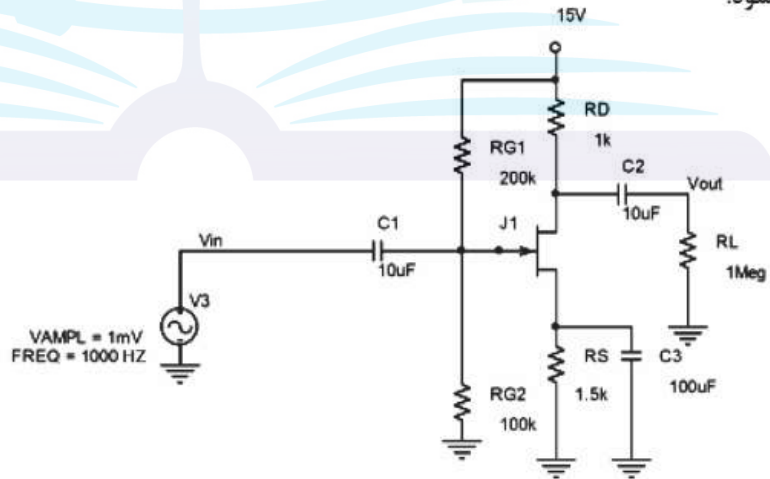 15V
RD
1k
RG1
200k
C2
10uF
Vout
J1
RL
1Meg
C1
10uF
Vin
V3
VAMPL = 1mV
FREQ = 1000 HZ
RS
1.5k
C3
100uF
RG2
100k